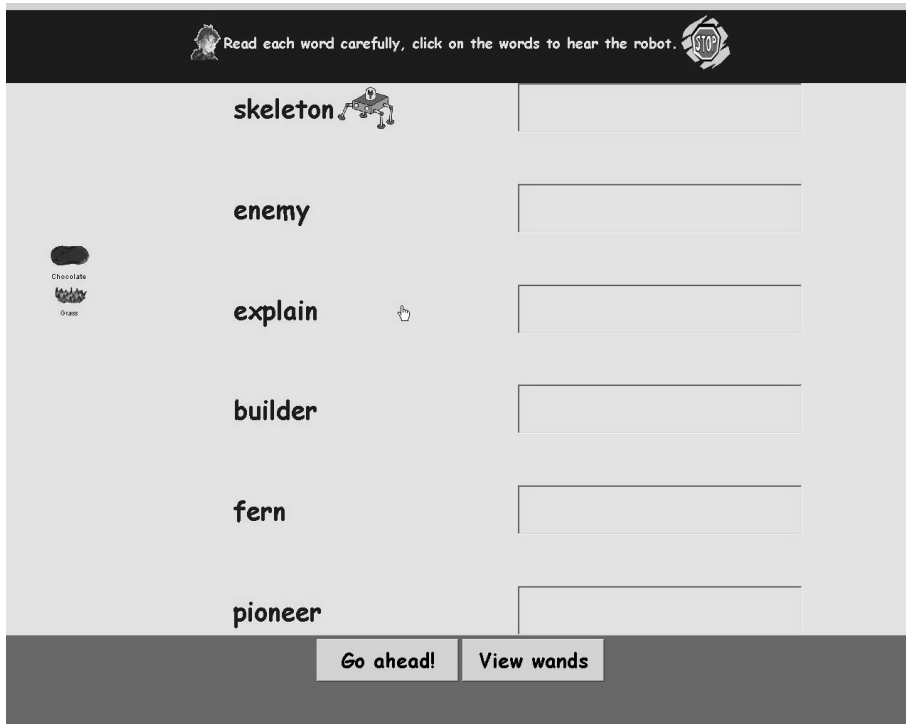 Read each word carefully, click on the words to hear the robot.
STOP
skeleton
enemy
Chocolate
Grass
explain
builder
fern
pioneer
Go ahead!
View wands